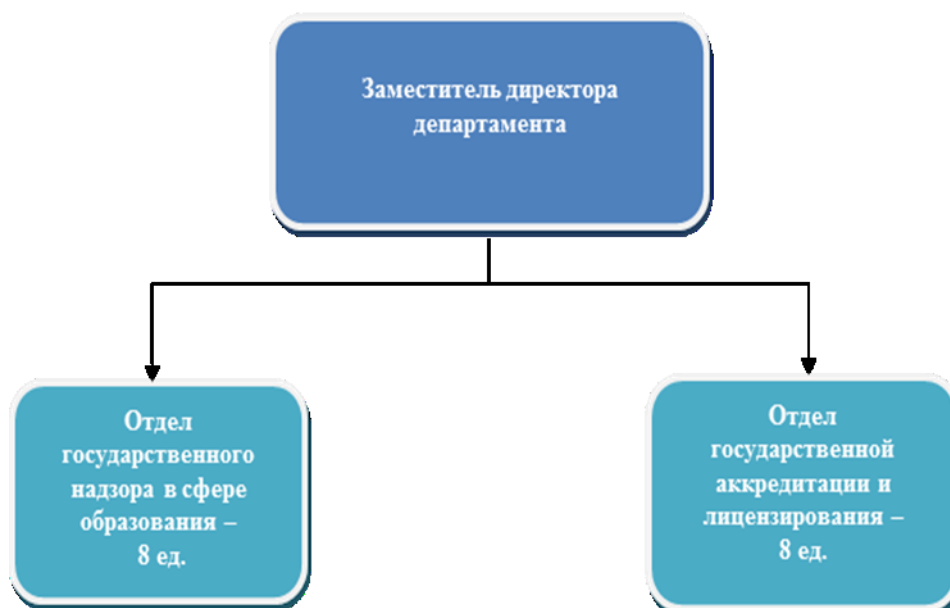 Заместитель директора
департамента
Отдел
государственного
надзора в сфере
образования –
8 ед.
Отдел
государственной
аккредитации и
лицензирования –
8 ед.